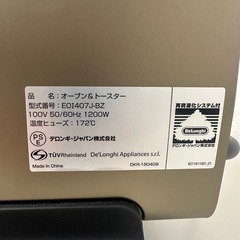 品名：オーブン＆トースター
型式番号：EOI407J-BZ
100V 50/60Hz 1200W
温度ヒューズ：172℃
PSE
デロンギ・ジャパン株式会社
TÜVRheinland De'Longhi Appliances s.r.l.
Made in China
DKR-160409
再資源化システム付
DeLonghi
デロンギ・ジャパン株式会社